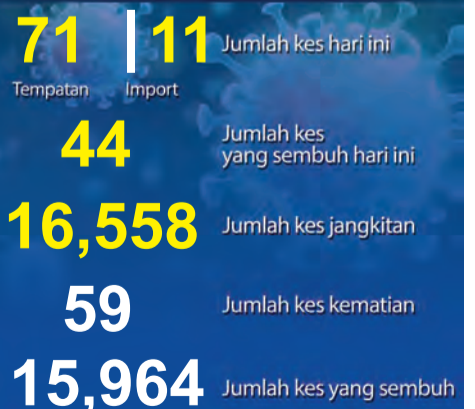 71 | 11 Jumlah kes hari ini
Tempatan Import
44 Jumlah kes
yang sembuh hari ini
16,558 Jumlah kes jangkitan
59 Jumlah kes kematian
15,964 Jumlah kes yang sembuh